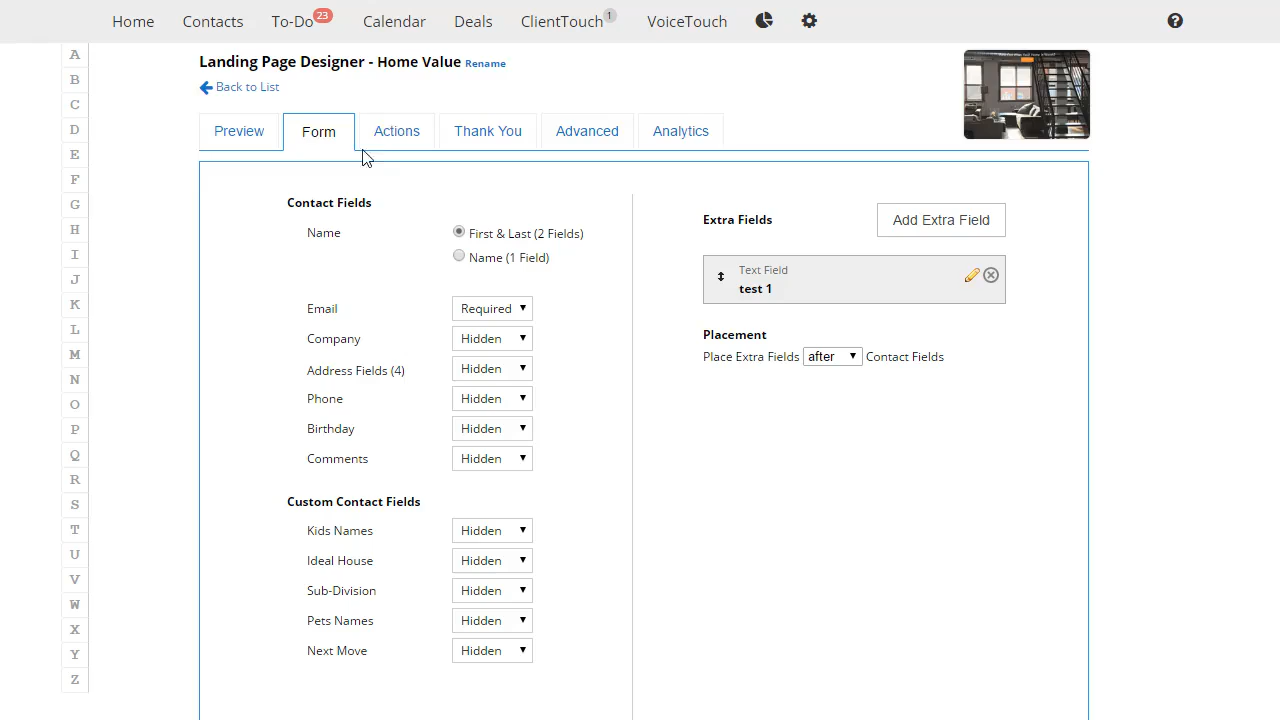 Home Contacts To-Do 23 Calendar Deals ClientTouch 1 VoiceTouch
A
B
C
D
E
F
G
H
I
J
K
L
M
N
O
P
Q
R
S
T
U
V
W
X
Y
Z
Landing Page Designer - Home Value Rename
Back to List
Preview Form Actions Thank You Advanced Analytics
Contact Fields
Name First & Last (2 Fields)
Name (1 Field)
Email Required
Company Hidden
Address Fields (4) Hidden
Phone Hidden
Birthday Hidden
Comments Hidden
Custom Contact Fields
Kids Names Hidden
Ideal House Hidden
Sub-Division Hidden
Pets Names Hidden
Next Move Hidden
Extra Fields Add Extra Field
Text Field
test 1
Placement
Place Extra Fields after Contact Fields